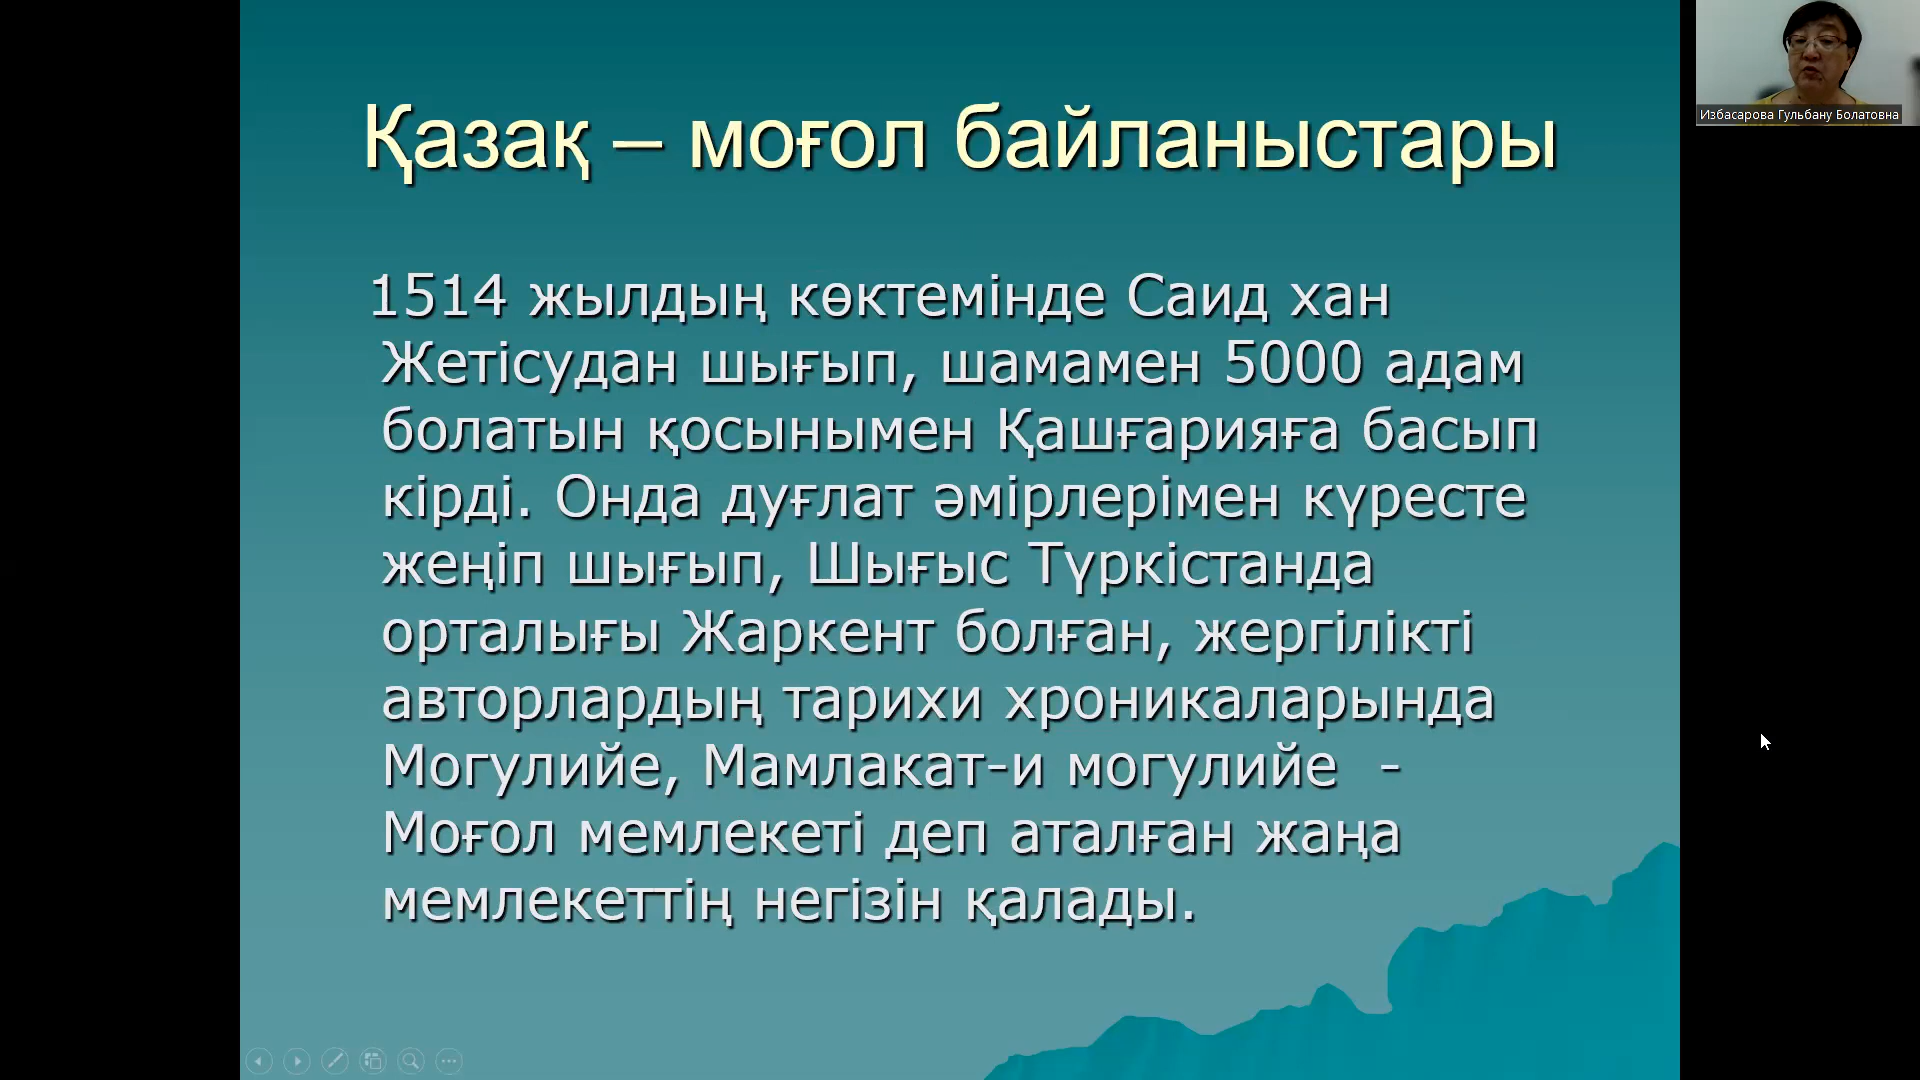 Қазақ – моғол байланыстары
1514 жылдың көктемінде Саид хан
Жетісудан шығып, шамамен 5000 адам
болатын қосынымен Қашғарияға басып
кірді. Онда дуғлат әмірлерімен күресте
жеңіп шығып, Шығыс Түркістанда
орталығы Жаркент болған, жергілікті
авторлардың тарихи хроникаларында
Могулийе, Мамлакат-и могулийе  -
Моғол мемлекеті деп аталған жаңа
мемлекеттің негізін қалады.
Избасарова Гульбану Болатовна